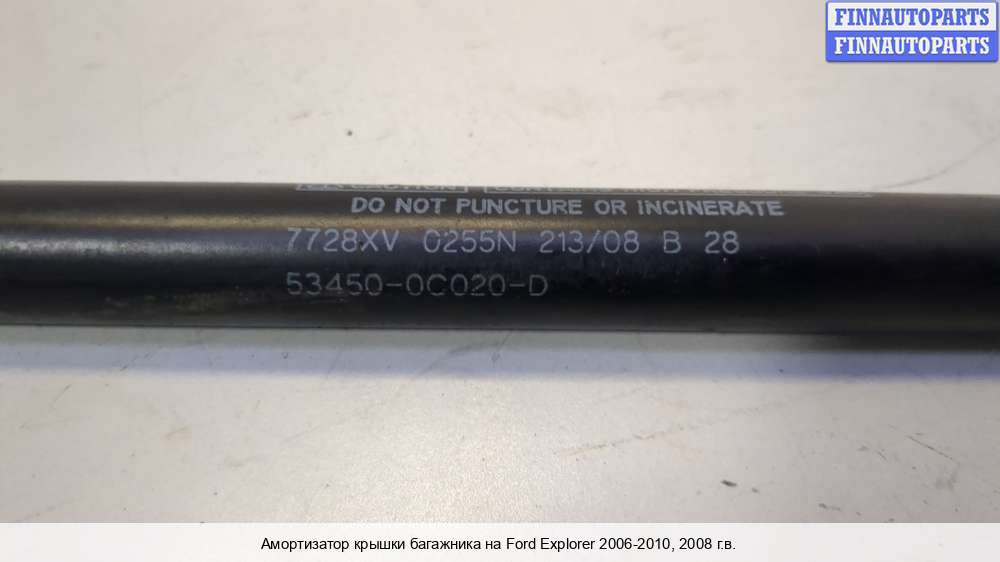 FINNAUTOPARTS
FINNAUTOPARTS
DO NOT PUNCTURE OR INCINERATE
7728XV 0255N 213/08 B 28
53450-0C020-D
Амортизатор крышки багажника на Ford Explorer 2006-2010, 2008 г.в.